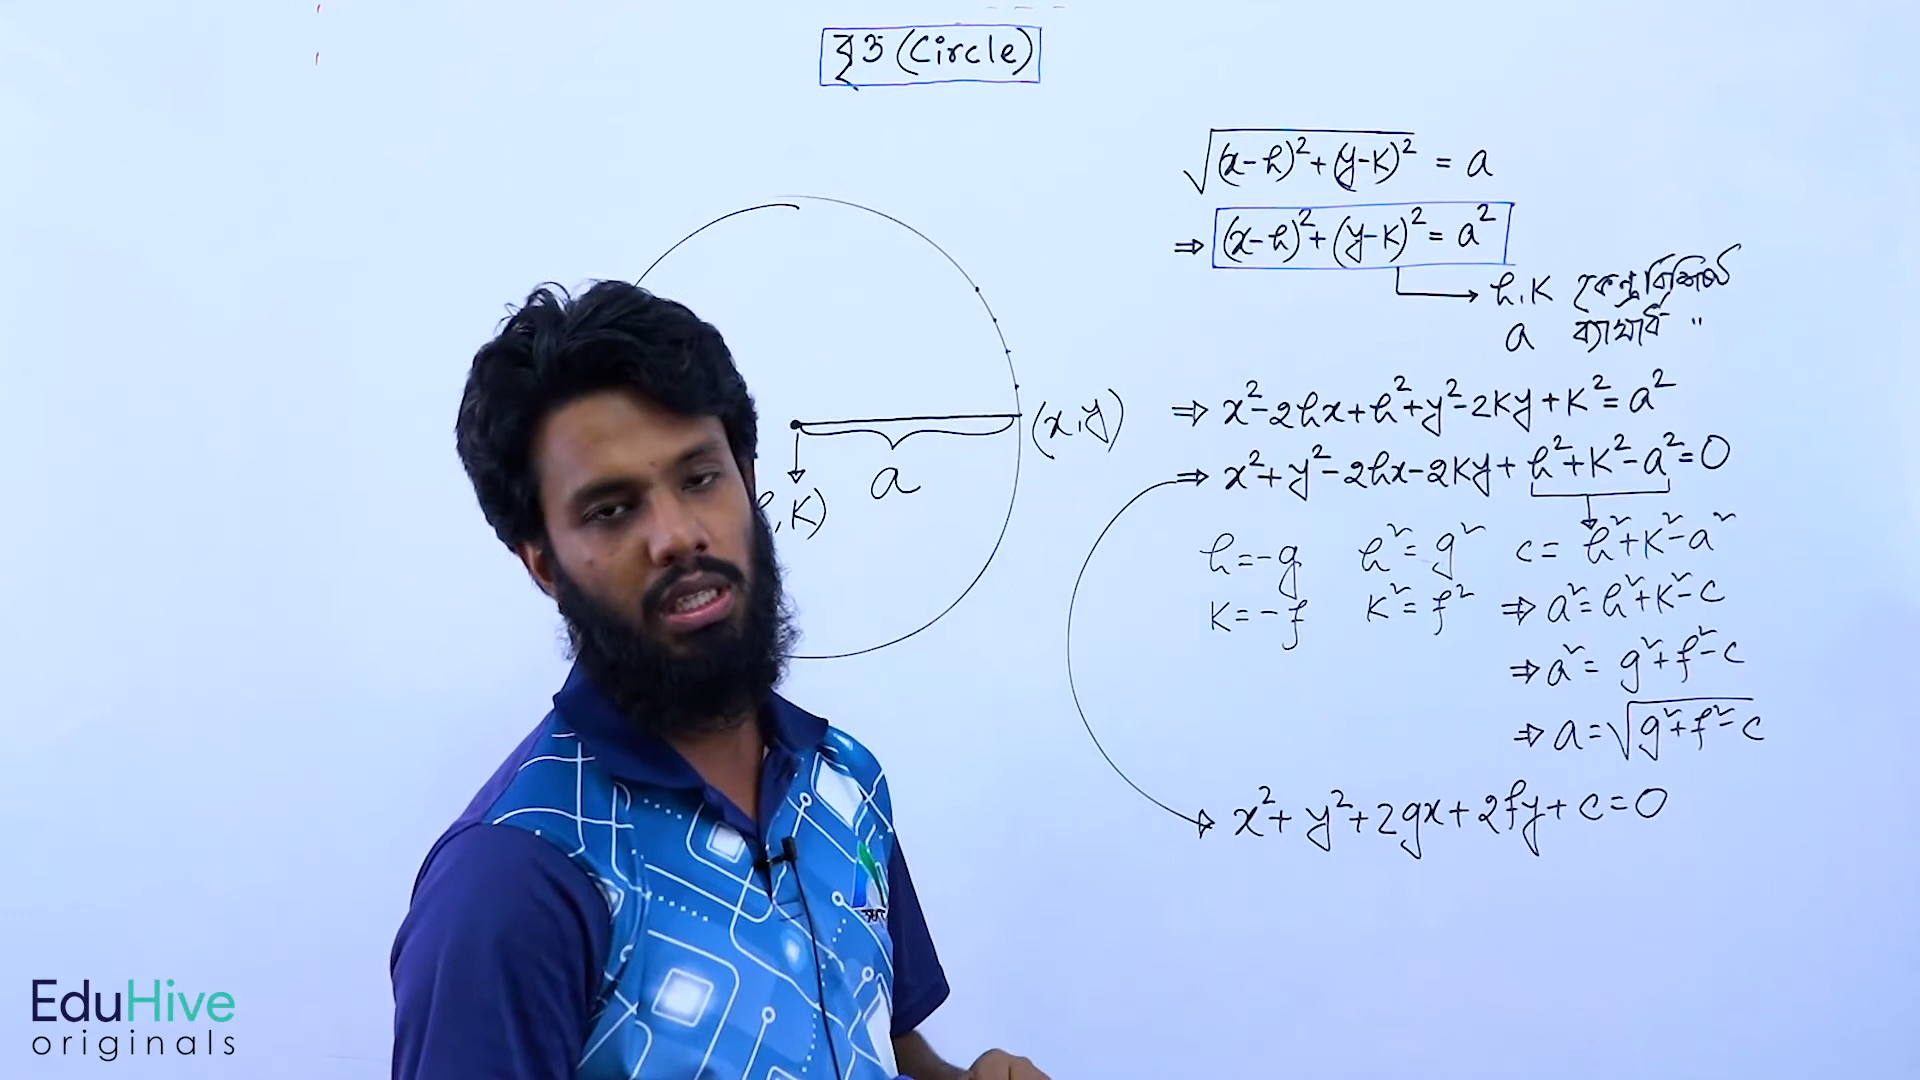 বৃত্ত (Circle)
√(x-h)²+(y-k)² = a
⇒ (x-h)²+(y-k)² = a²
h,k কেন্দ্রবিশিষ্ট
a ব্যাসার্ধ "
⇒ x²-2hx+h²+y²-2ky+k²=a²
⇒ x²+y²-2hx-2ky+h²+k²-a²=0
(x,y)
a
,k)
h=-g h²=g² c= h²+k²-a²
k=-f k²=f² ⇒ a²=h²+k²-c
⇒ a²= g²+f²-c
⇒ a=√g²+f²-c
x²+y²+2gx+2fy+c=0
EduHive
originals